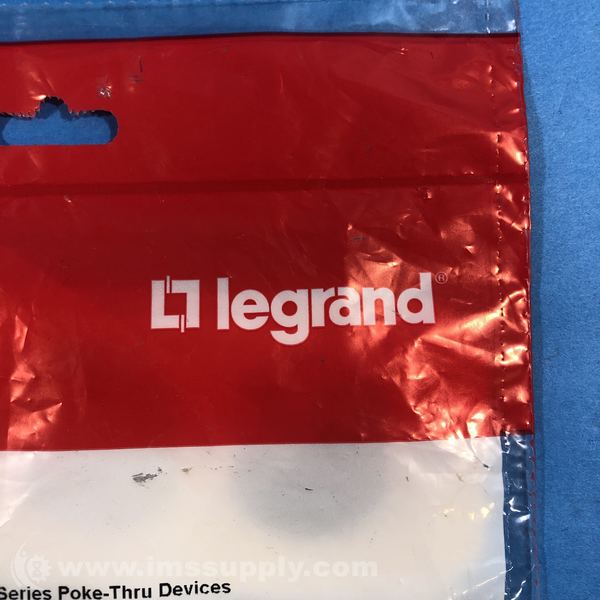 legrand®
www.imssupply.com
Series Poke-Thru Devices